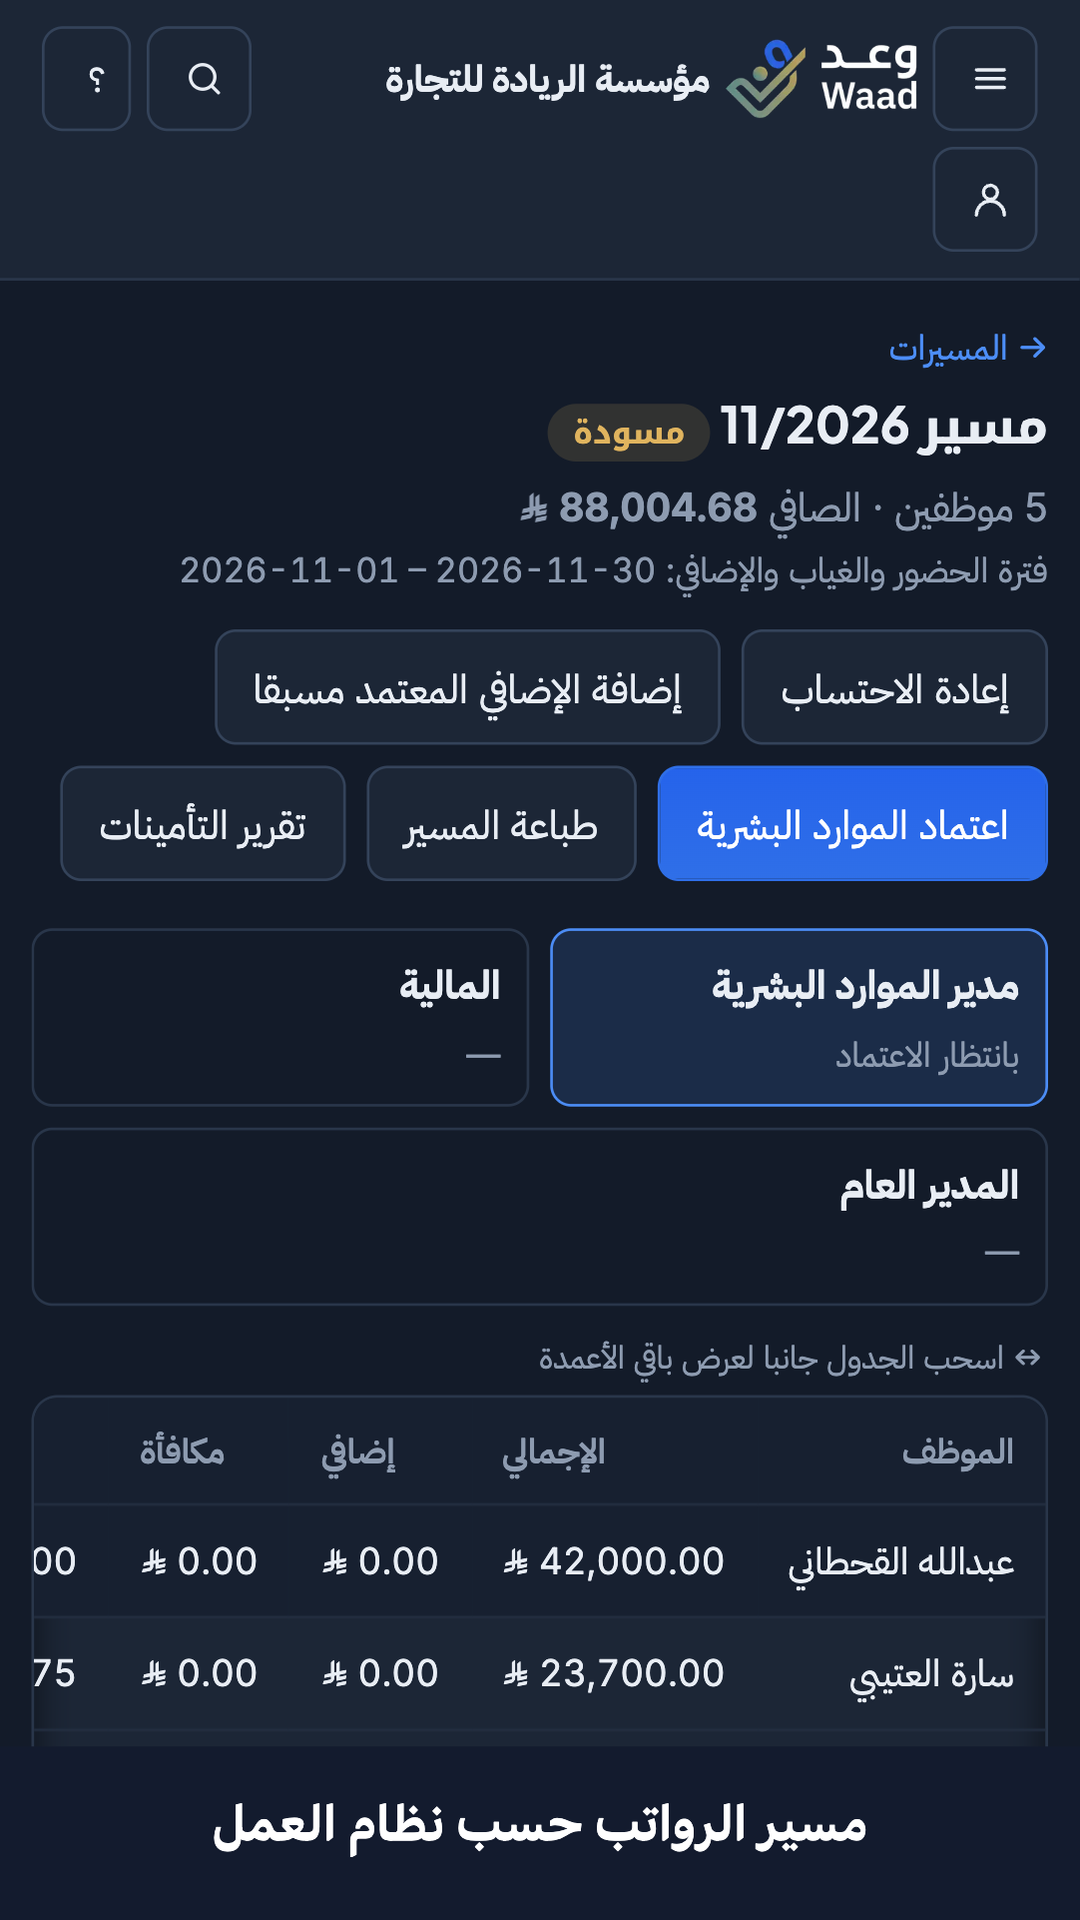 وعد
Waad
مؤسسة الريادة للتجارة
؟
→ المسيرات
مسير 11/2026 مسودة
5 موظفين · الصافي 88,004.68 ⃁
فترة الحضور والغياب والإضافي: 2026-11-01 – 2026-11-30
إعادة الاحتساب
إضافة الإضافي المعتمد مسبقا
اعتماد الموارد البشرية
طباعة المسير
تقرير التأمينات
مدير الموارد البشرية
بانتظار الاعتماد
المالية
—
المدير العام
—
↔ اسحب الجدول جانبا لعرض باقي الأعمدة
الموظف الإجمالي إضافي مكافأة
عبدالله القحطاني 42,000.00 ⃁ 0.00 ⃁ 0.00 ⃁ 00
سارة العتيبي 23,700.00 ⃁ 0.00 ⃁ 0.00 ⃁ 75
مسير الرواتب حسب نظام العمل